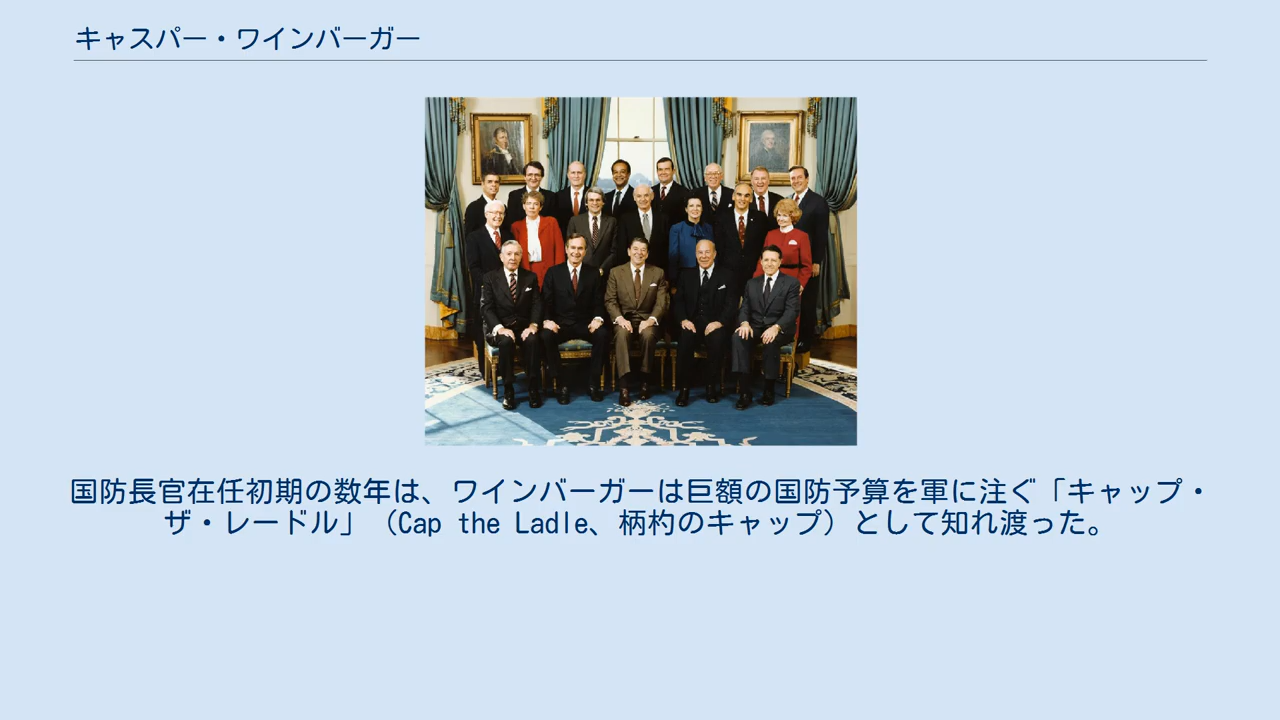 キャスパー・ワインバーガー
国防長官在任初期の数年は、ワインバーガーは巨額の国防予算を軍に注ぐ「キャップ・
ザ・レードル」（Cap the Ladle、柄杓のキャップ）として知れ渡った。